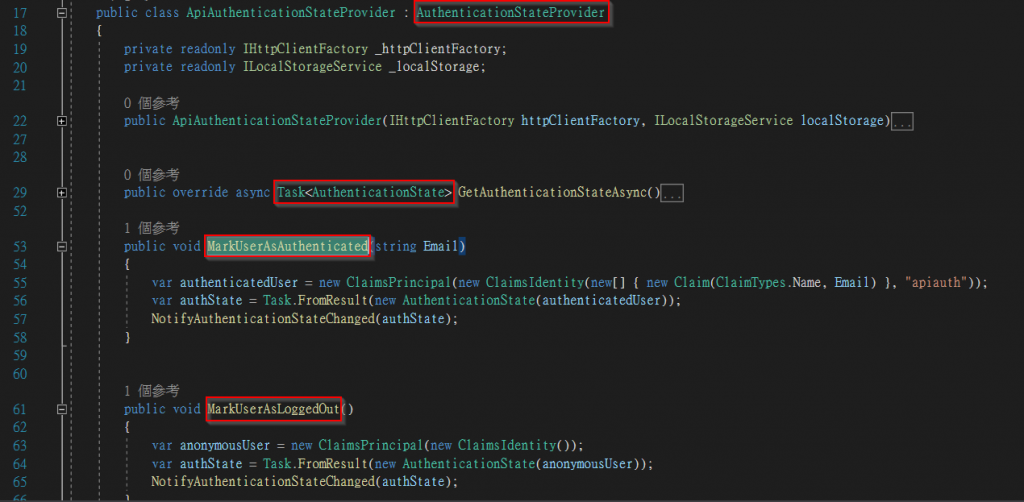 17 public class ApiAuthenticationStateProvider : AuthenticationStateProvider
18 {
19 private readonly IHttpClientFactory _httpClientFactory;
20 private readonly ILocalStorageService _localStorage;
21
0 個參考
22 public ApiAuthenticationStateProvider(IHttpClientFactory httpClientFactory, ILocalStorageService localStorage)...
27
28
0 個參考
29 public override async Task<AuthenticationState> GetAuthenticationStateAsync()...
52
1 個參考
53 public void MarkUserAsAuthenticated(string Email)
54 {
55 var authenticatedUser = new ClaimsPrincipal(new ClaimsIdentity(new[] { new Claim(ClaimTypes.Name, Email) }, "apiauth"));
56 var authState = Task.FromResult(new AuthenticationState(authenticatedUser));
57 NotifyAuthenticationStateChanged(authState);
58 }
59
60
1 個參考
61 public void MarkUserAsLoggedOut()
62 {
63 var anonymousUser = new ClaimsPrincipal(new ClaimsIdentity());
64 var authState = Task.FromResult(new AuthenticationState(anonymousUser));
65 NotifyAuthenticationStateChanged(authState);
66 }